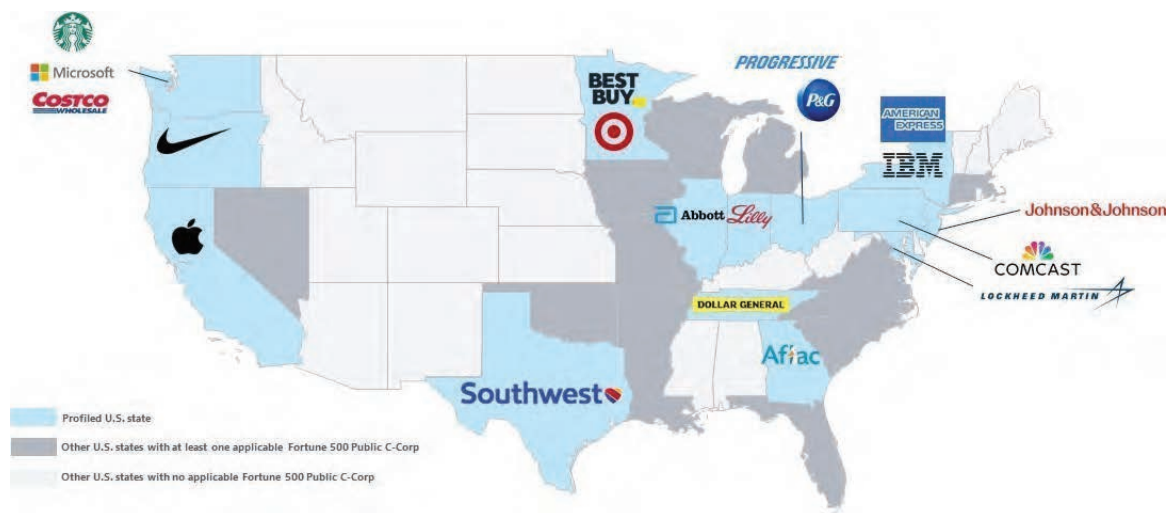 Microsoft
COSTCO
WHOLESALE
BEST
BUY
PROGRESSIVE
P&G
AMERICAN
EXPRESS
IBM
Abbott
Lilly
Johnson&Johnson
COMCAST
LOCKHEED MARTIN
DOLLAR GENERAL
Aflac
Southwest
Profiled U.S. state
Other U.S. states with at least one applicable Fortune 500 Public C-Corp
Other U.S. states with no applicable Fortune 500 Public C-Corp